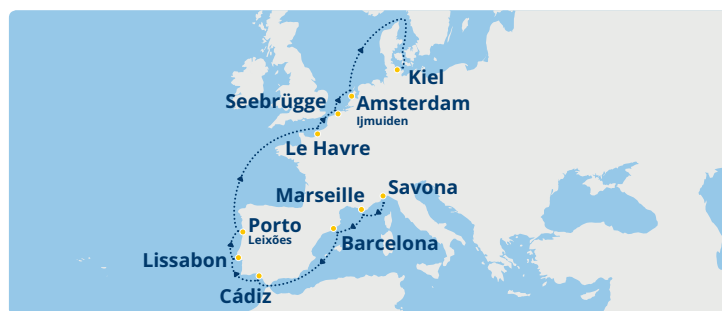 Kiel
Seebrügge
Amsterdam
Ijmuiden
Le Havre
Savona
Marseille
Porto
Leixões
Barcelona
Lissabon
Cádiz